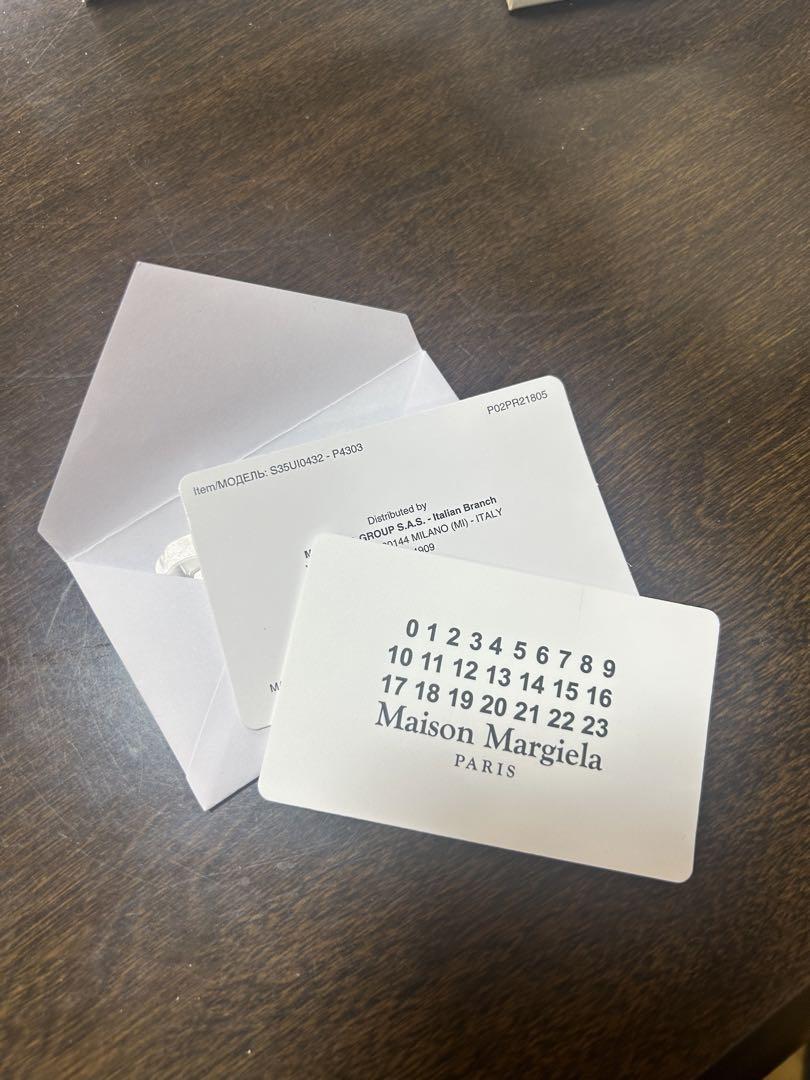 Item/МОДЕЛЬ: S35UI0432 - P4303
P02PR21805
Distributed by
GROUP S.A.S. - Italian Branch
MILANO (MI) - ITALY
0 1 2 3 4 5 6 7 8 9
10 11 12 13 14 15 16
17 18 19 20 21 22 23
Maison Margiela
PARIS